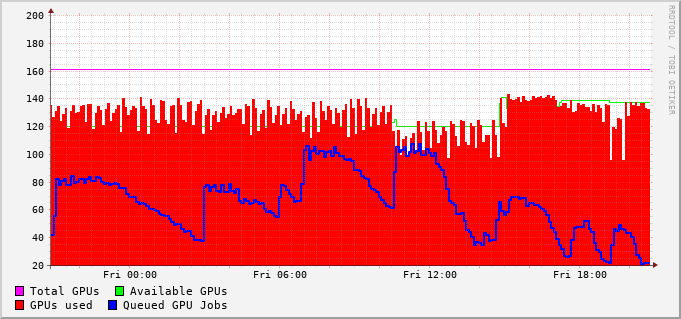 200
180
160
140
120
100
80
60
40
20
Fri 00:00 Fri 06:00 Fri 12:00 Fri 18:00
Total GPUs Available GPUs
GPUs used Queued GPU Jobs
RRDTOOL / TOBI OETIKER